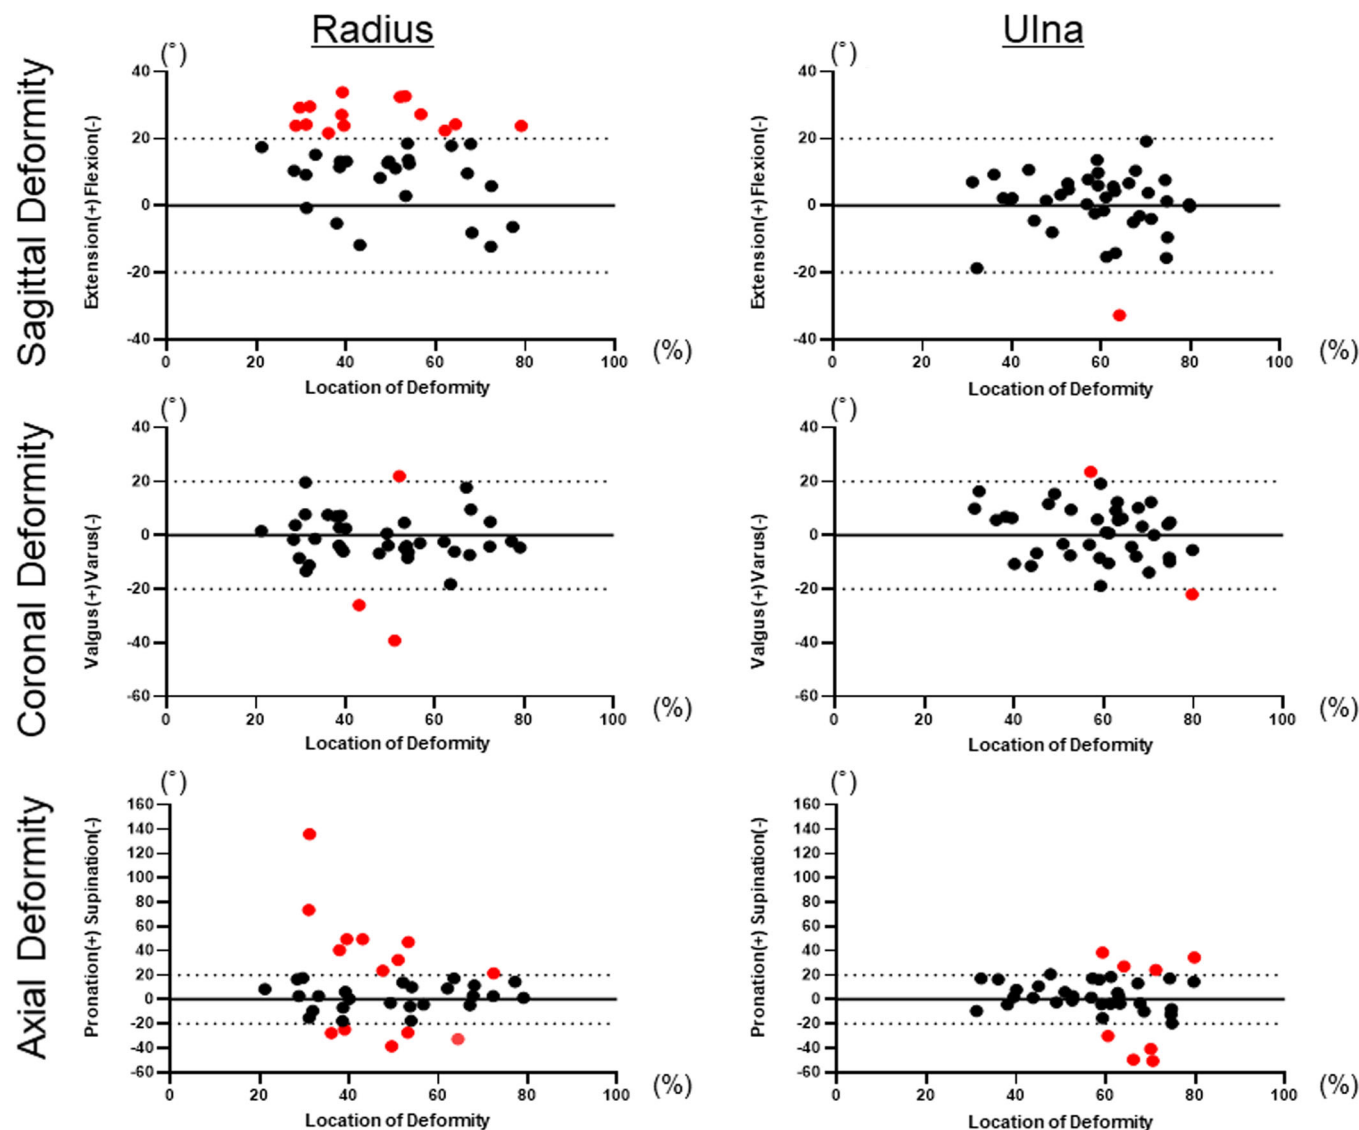 Radius
Ulna
Sagittal Deformity
(°)
Extension(+) Flexion(-)
40
20
0
-20
-40
0 20 40 60 80 100
(%)
Location of Deformity
(°)
Extension(+) Flexion(-)
40
20
0
-20
-40
0 20 40 60 80 100
(%)
Location of Deformity
Coronal Deformity
(°)
Valgus(+) Varus(-)
40
20
0
-20
-40
-60
0 20 40 60 80 100
(%)
Location of Deformity
(°)
Valgus(+) Varus(-)
40
20
0
-20
-40
-60
0 20 40 60 80 100
(%)
Location of Deformity
Axial Deformity
(°)
Pronation(+) Supination(-)
160
140
120
100
80
60
40
20
0
-20
-40
-60
0 20 40 60 80 100
(%)
Location of Deformity
(°)
Pronation(+) Supination(-)
160
140
120
100
80
60
40
20
0
-20
-40
-60
0 20 40 60 80 100
(%)
Location of Deformity